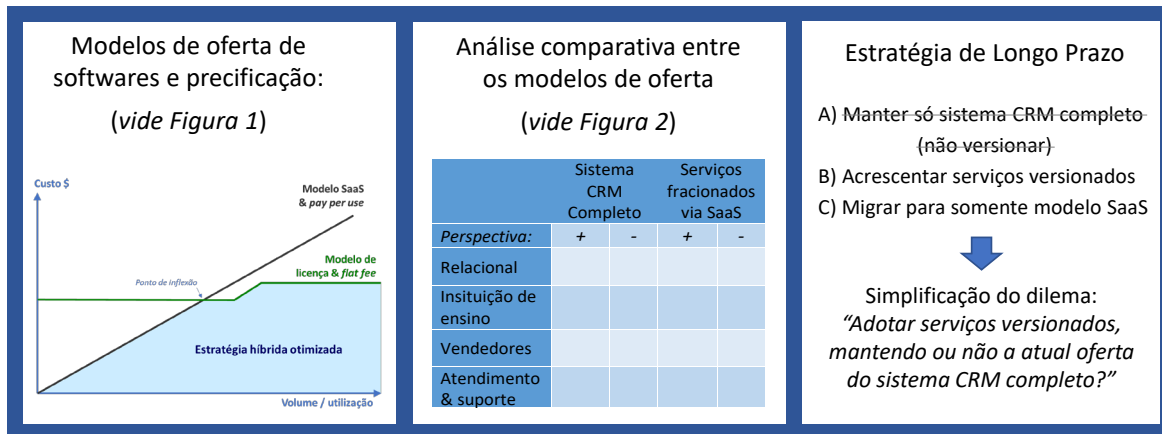 Modelos de oferta de
softwares e precificação:
(vide Figura 1)
Custo $
Modelo SaaS
& pay per use
Modelo de
licença & flat fee
Ponto de inflexão
Estratégia híbrida otimizada
Volume / utilização
Análise comparativa entre
os modelos de oferta
(vide Figura 2)
Sistema
CRM
Completo
Serviços
fracionados
via SaaS
Perspectiva: + - + -
Relacional
Insituição de
ensino
Vendedores
Atendimento
& suporte
Estratégia de Longo Prazo
A) Manter só sistema CRM completo
(não versionar)
B) Acrescentar serviços versionados
C) Migrar para somente modelo SaaS
Simplificação do dilema:
“Adotar serviços versionados,
mantendo ou não a atual oferta
do sistema CRM completo?”